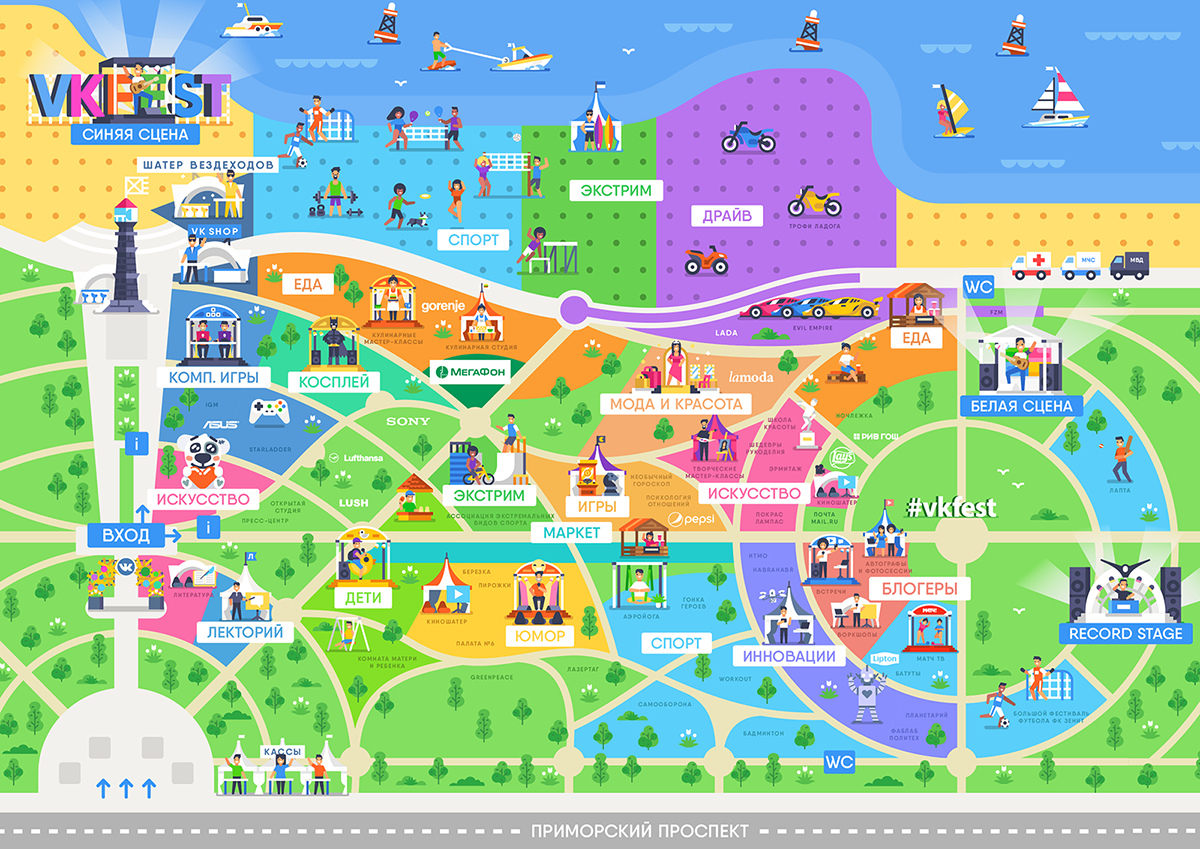 VKFEST
СИНЯЯ СЦЕНА
ШАТЕР ВЕЗДЕХОДОВ
VK SHOP
СПОРТ
ЭКСТРИМ
ДРАЙВ
ТРОФИ ЛАДОГА
WC
МЧС
МВД
F2M
ЕДА
gorenje
КУЛИНАРНЫЕ
МАСТЕР-КЛАССЫ
КУЛИНАРНАЯ СТУДИЯ
LADA
EVIL EMPIRE
ЕДА
МЕГАФОН
КОМП. ИГРЫ
КОСПЛЕЙ
lamoda
МОДА И КРАСОТА
БЕЛАЯ СЦЕНА
IGM
ASUS
STARLADDER
SONY
ШКОЛА
КРАСОТЫ
НОЧЛЕЖКА
РИВ ГОШ
ШЕДЕВРЫ
РУКОДЕЛИЯ
i
Lufthansa
ТВОРЧЕСКИЕ
МАСТЕР-КЛАССЫ
ЭРМИТАЖ
Lay's
ЛАПТА
ИСКУССТВО
ОТКРЫТАЯ
СТУДИЯ
LUSH
ЭКСТРИМ
ИГРЫ
НЕОБЫЧНЫЙ
ГОРОСКОП
ПСИХОЛОГИЯ
ОТНОШЕНИЙ
ИСКУССТВО
КИНОШАТЕР
#vkfest
ПРЕСС-ЦЕНТР
АССОЦИАЦИЯ ЭКСТРЕМАЛЬНЫХ
ВИДОВ СПОРТА
pepsi
ПОКРАС
ЛАМПАС
ПОЧТА
MAIL.RU
ВХОД
i
МАРКЕТ
Л
ЛИТЕРАТУРА
ЛЕКТОРИЙ
ДЕТИ
БЕРЕЗКА
ПИРОЖКИ
КИНОШАТЕР
ЮМОР
ПАЛАТА №6
АЭРОЙОГА
ГОНКА
ГЕРОЕВ
СПОРТ
КАВПАНАВЯ
ИННОВАЦИИ
АВТОГРАФЫ
И ФОТОСЕССИИ
ВСТРЕЧИ
БЛОГЕРЫ
ВОРКШОПЫ
МАТЧ ТВ
Lipton
БАТУТЫ
RECORD STAGE
КОМНАТА МАТЕРИ
И РЕБЕНКА
GREENPEACE
ЛАЗЕРТАГ
WORKOUT
САМООБОРОНА
БАДМИНТОН
ПЛАНЕТАРИЙ
ФАБЛАБ
ПОЛИТЕХ
БОЛЬШОЙ ФЕСТИВАЛЬ
ФУТБОЛА ФК ЗЕНИТ
КАССЫ
WC
ПРИМОРСКИЙ ПРОСПЕКТ